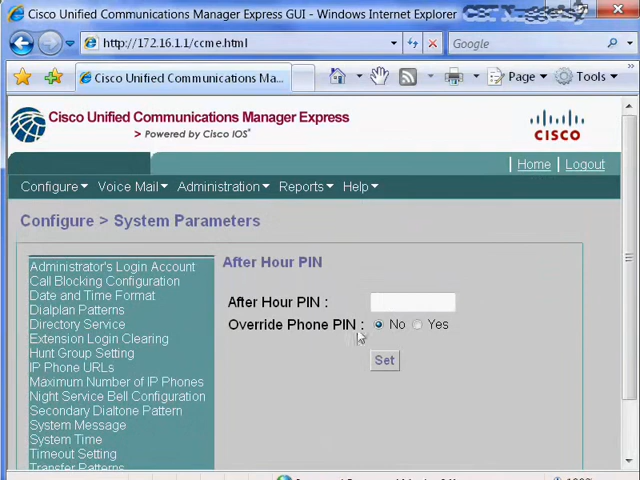 Cisco Unified Communications Manager Express GUI - Windows Internet Explorer
CBT Nuggets
http://172.16.1.1/ccme.html
Google
Cisco Unified Communications Ma...
Page
Tools
Cisco Unified Communications Manager Express
> Powered by Cisco IOS®
CISCO
| Home | Logout
Configure
Voice Mail
Administration
Reports
Help
Configure > System Parameters
Administrator's Login Account
Call Blocking Configuration
Date and Time Format
Dialplan Patterns
Directory Service
Extension Login Clearing
Hunt Group Setting
IP Phone URLs
Maximum Number of IP Phones
Night Service Bell Configuration
Secondary Dialtone Pattern
System Message
System Time
Timeout Setting
Transfer Patterns
After Hour PIN
After Hour PIN :
Override Phone PIN : No Yes
Set